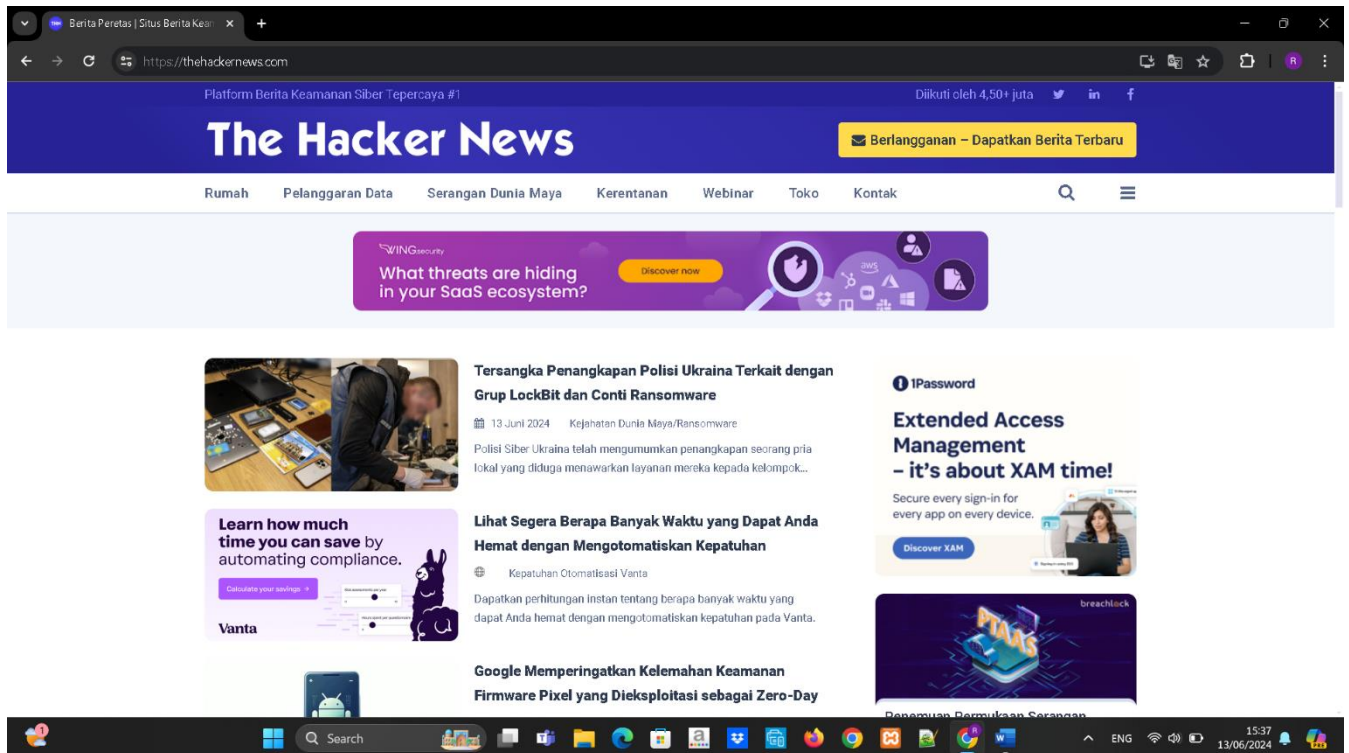 Berita Peretas | Situs Berita Kean
https://thehackernews.com
R
Platform Berita Keamanan Siber Tepercaya #1
Diikuti oleh 4,50+ juta
The Hacker News
Berlangganan – Dapatkan Berita Terbaru
Rumah Pelanggaran Data Serangan Dunia Maya Kerentanan Webinar Toko Kontak
WING security
What threats are hiding
in your SaaS ecosystem?
Discover now
aws
Tersangka Penangkapan Polisi Ukraina Terkait dengan
Grup LockBit dan Conti Ransomware
13 Juni 2024 Kejahatan Dunia Maya/Ransomware
Polisi Siber Ukraina telah mengumumkan penangkapan seorang pria
lokal yang diduga menawarkan layanan mereka kepada kelompok...
1Password
Extended Access
Management
– it's about XAM time!
Secure every sign-in for
every app on every device.
Discover XAM
Learn how much
time you can save by
automating compliance.
Calculate your savings →
Vanta
Lihat Segera Berapa Banyak Waktu yang Dapat Anda
Hemat dengan Mengotomatiskan Kepatuhan
Kepatuhan Otomatisasi Vanta
Dapatkan perhitungan instan tentang berapa banyak waktu yang
dapat Anda hemat dengan mengotomatiskan kepatuhan pada Vanta.
breachlock
PTAAS
Google Memperingatkan Kelemahan Keamanan
Firmware Pixel yang Dieksploitasi sebagai Zero-Day
Penemuan Permukaan Serangan
Search
ENG
15:37
13/06/2024